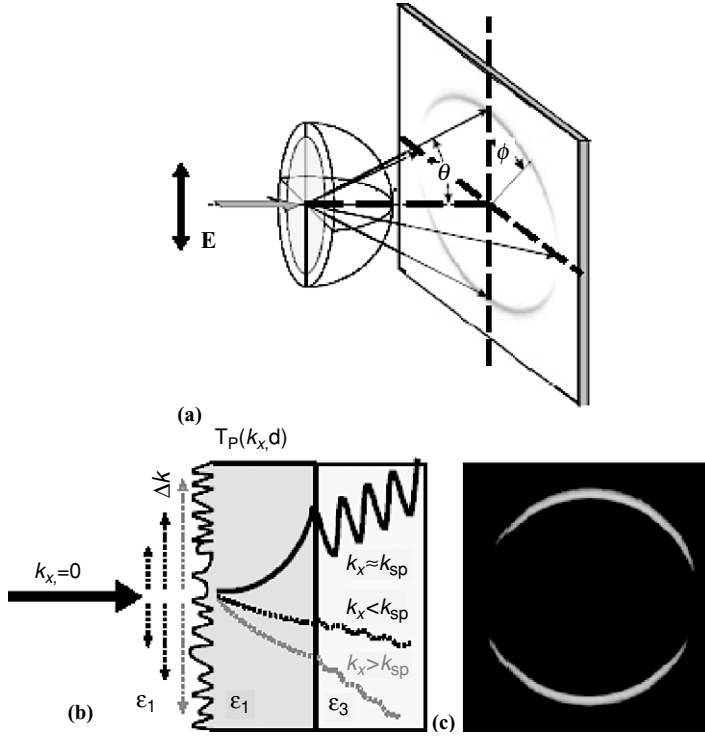 θ
ϕ
E
(a)
T_P(k_x,d)
Δk
k_x,=0
k_x≈k_sp
k_x<k_sp
k_x>k_sp
(b)
ε_1
ε_1
ε_3
(c)